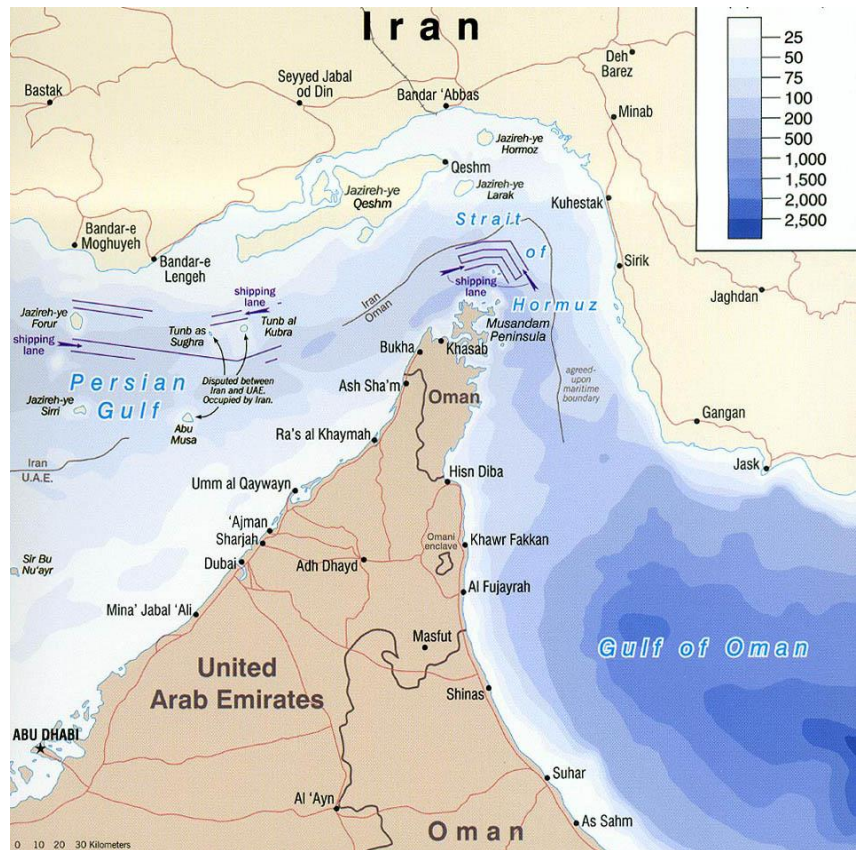 Iran
25
50
75
100
200
500
1,000
1,500
2,000
2,500
Deh
Barez
Bastak
Seyyed Jabal
od Din
Bandar ‘Abbas
Minab
Jazireh-ye
Hormoz
Qeshm
Jazireh-ye
Qeshm
Jazireh-ye
Larak
Kuhestak
Strait
of
Hormuz
Bandar-e
Moghuyeh
Bandar-e
Lengeh
Sirik
Jaghdan
shipping
lane
shipping
lane
Iran
Oman
Jazireh-ye
Forur
Tunb as
Sughra
Tunb al
Kubra
shipping
lane
Musandam
Peninsula
Bukha
Khasab
Persian
Gulf
Disputed between
Iran and UAE.
Occupied by Iran.
Ash Sha'm
agreed-
upon
maritime
boundary
Jazireh-ye
Sirri
Abu
Musa
Oman
Gangan
Ra's al Khaymah
Iran
U.A.E.
Jask
Hisn Diba
Umm al Qaywayn
‘Ajman
Sharjah
Dubai
Omani
enclave
Khawr Fakkan
Sir Bu
Nu'ayr
Adh Dhayd
Al Fujayrah
Mina' Jabal ‘Ali
Masfut
Gulf of Oman
United
Arab Emirates
Shinas
ABU DHABI
Suhar
Al ‘Ayn
As Sahm
Oman
0 10 20 30 Kilometers